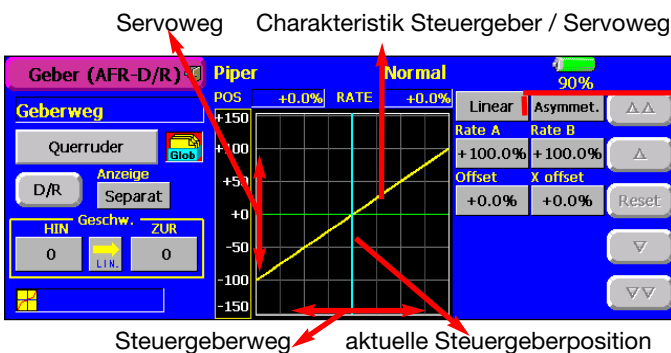 Servoweg
Charakteristik Steuergeber / Servoweg
Geber (AFR-D/R)
Piper
Normal
90%
POS +0.0% RATE +0.0%
Geberweg
Querruder
Glob
D/R
Anzeige
Separat
HIN Geschw. ZUR
0 LIN. 0
+150
+100
+50
+0
-50
-100
-150
Linear Asymmet.
Rate A Rate B
+100.0% +100.0%
Offset X offset
+0.0% +0.0%
Reset
Steuergeberweg
aktuelle Steuergeberposition